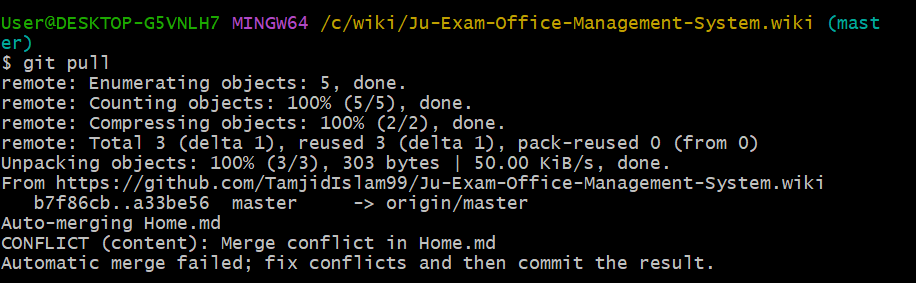 User@DESKTOP-G5VNLH7 MINGW64 /c/wiki/Ju-Exam-Office-Management-System.wiki (mast
er)
$ git pull
remote: Enumerating objects: 5, done.
remote: Counting objects: 100% (5/5), done.
remote: Compressing objects: 100% (2/2), done.
remote: Total 3 (delta 1), reused 3 (delta 1), pack-reused 0 (from 0)
Unpacking objects: 100% (3/3), 303 bytes | 50.00 KiB/s, done.
From https://github.com/TamjidIslam99/Ju-Exam-Office-Management-System.wiki
   b7f86cb..a33be56  master     -> origin/master
Auto-merging Home.md
CONFLICT (content): Merge conflict in Home.md
Automatic merge failed; fix conflicts and then commit the result.